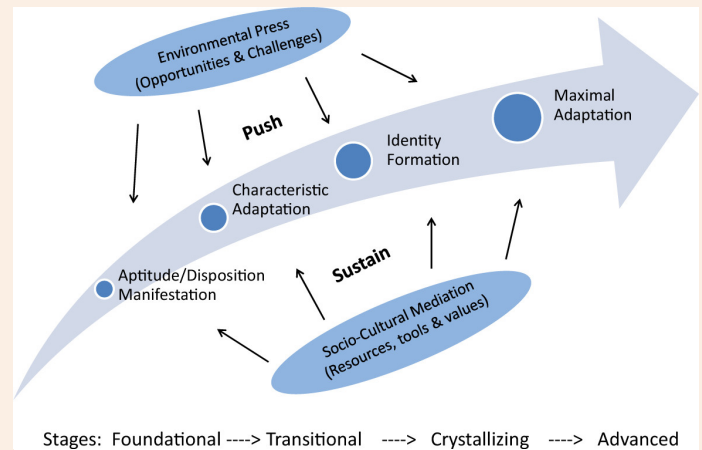 Environmental Press
(Opportunities & Challenges)
Push
Maximal
Adaptation
Identity
Formation
Characteristic
Adaptation
Aptitude/Disposition
Manifestation
Sustain
Socio-Cultural Mediation
(Resources, tools & values)
Stages: Foundational ----> Transitional ----> Crystallizing ----> Advanced